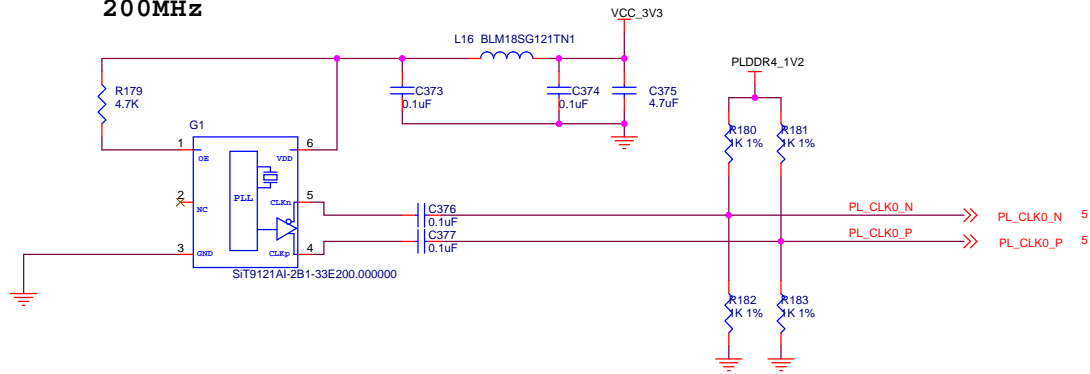 200MHz
VCC_3V3
L16 BLM18SG121TN1
PLDDR4_1V2
R179
4.7K
C373
0.1uF
C374
0.1uF
C375
4.7uF
G1
R180
1K 1%
R181
1K 1%
1
OE
VDD
6
2
NC
PLL
CLKn
5
C376
0.1uF
PL_CLK0_N
PL_CLK0_N
5
3
GND
CLKp
4
C377
0.1uF
PL_CLK0_P
PL_CLK0_P
5
SiT9121AI-2B1-33E200.000000
R182
1K 1%
R183
1K 1%